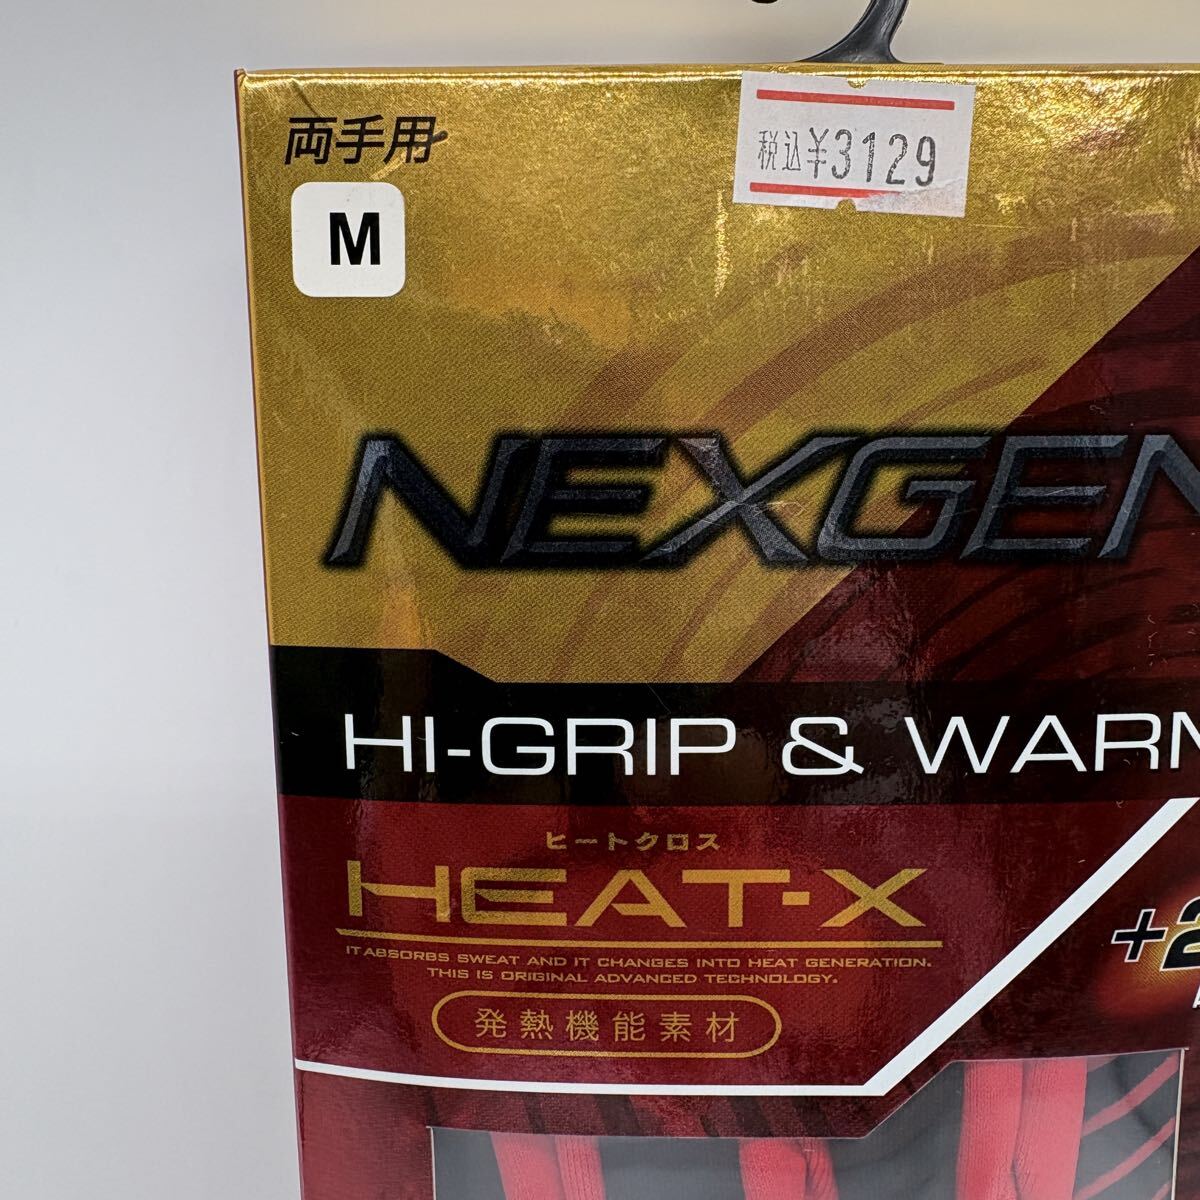 両手用
税込¥3129
M
NEXGEN
HI-GRIP & WARM
ヒートクロス
HEAT-X
IT ABSORBS SWEAT AND IT CHANGES INTO HEAT GENERATION.
THIS IS ORIGINAL ADVANCED TECHNOLOGY.
+2
発熱機能素材